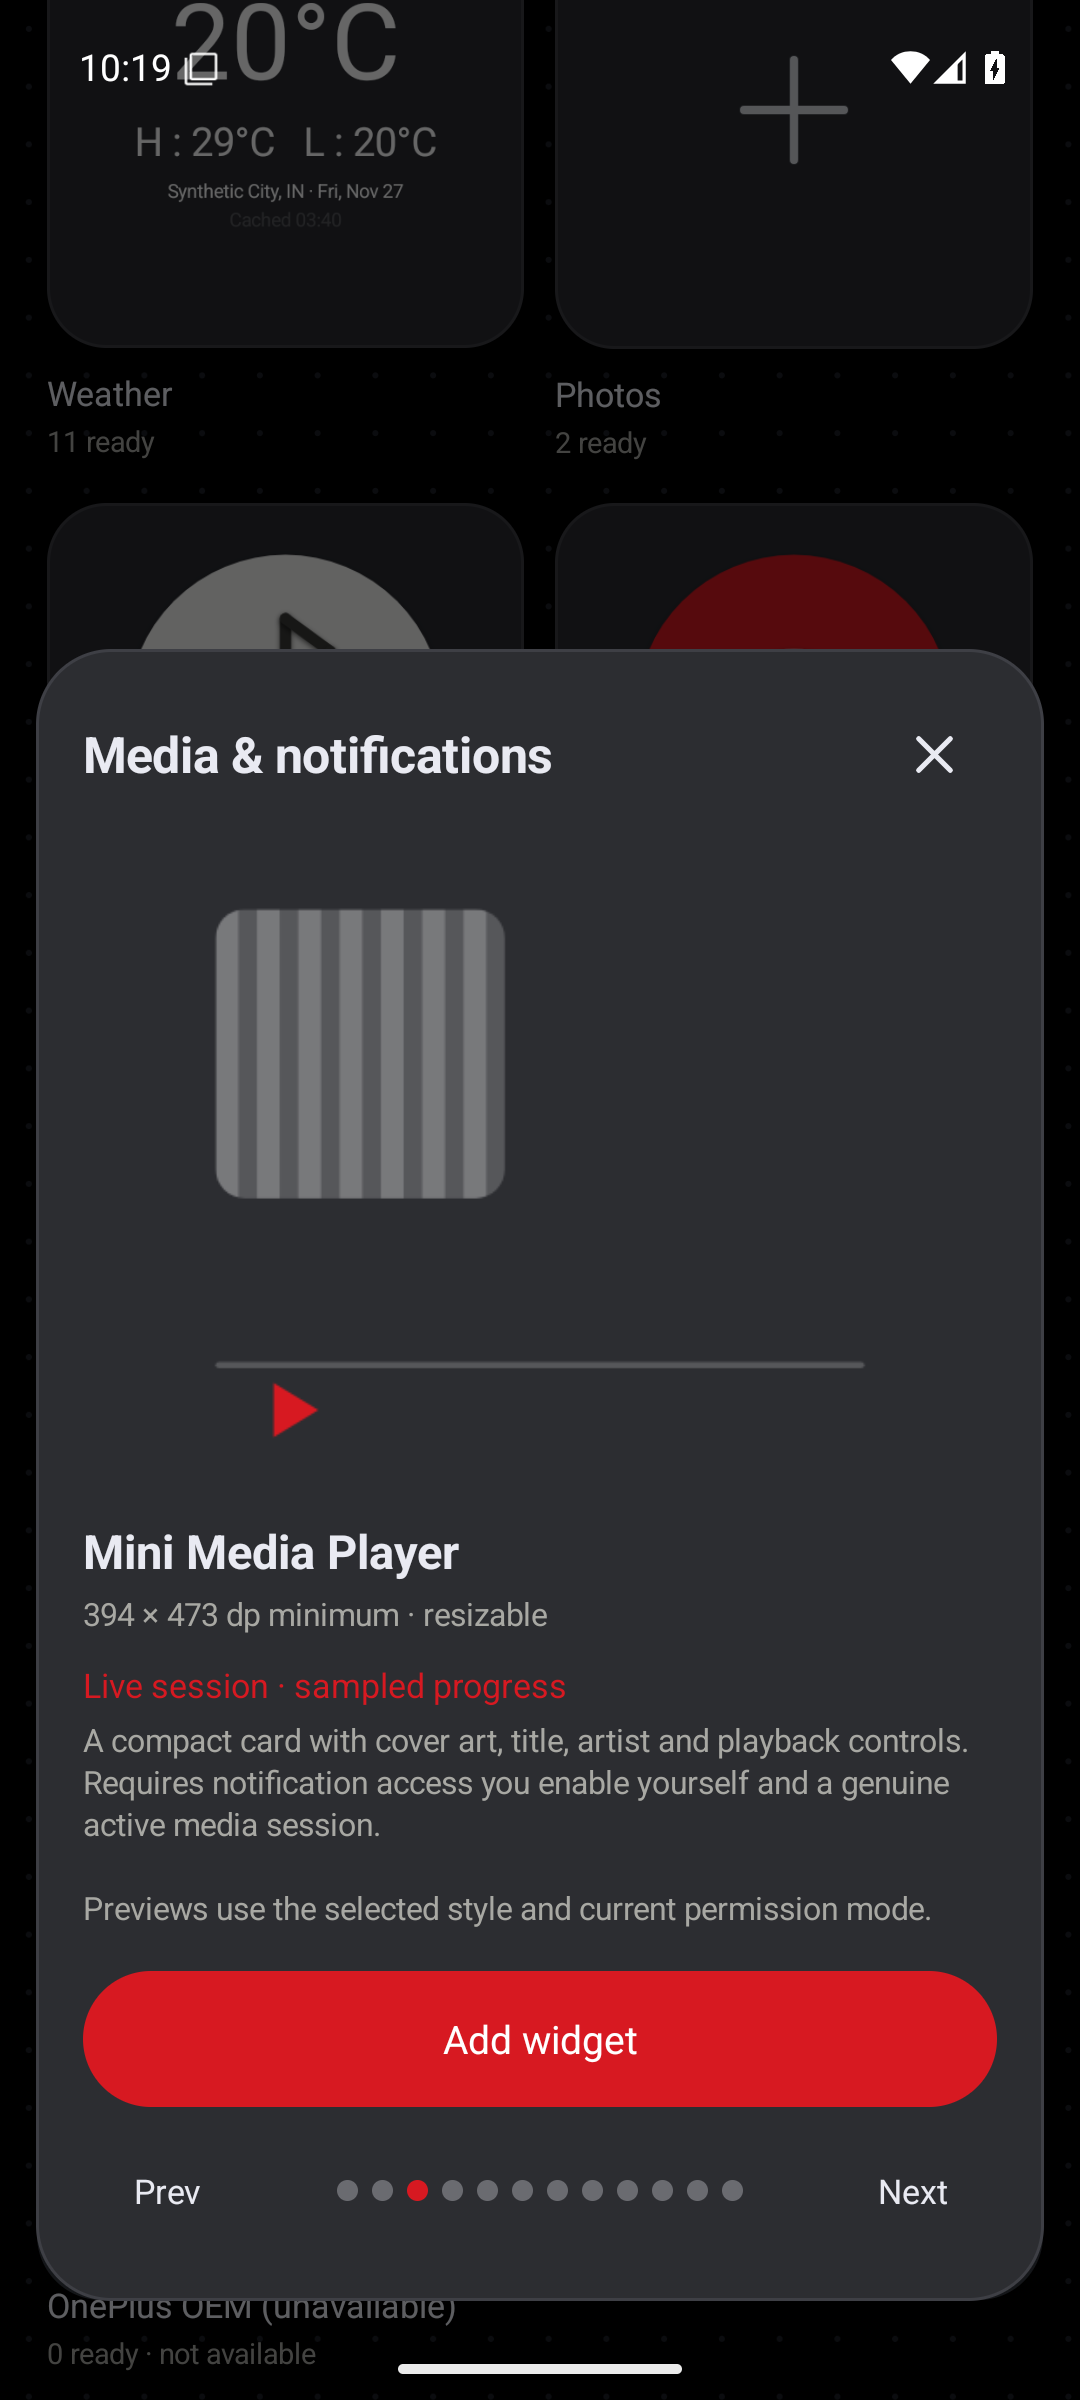 20°C
10:19
H : 29°C L : 20°C
Synthetic City, IN · Fri, Nov 27
Cached 03:40
Weather
11 ready
Photos
2 ready
Media & notifications
Mini Media Player
394 × 473 dp minimum · resizable
Live session · sampled progress
A compact card with cover art, title, artist and playback controls.
Requires notification access you enable yourself and a genuine
active media session.
Previews use the selected style and current permission mode.
Add widget
Prev
Next
OnePlus OEM (unavailable)
0 ready · not available